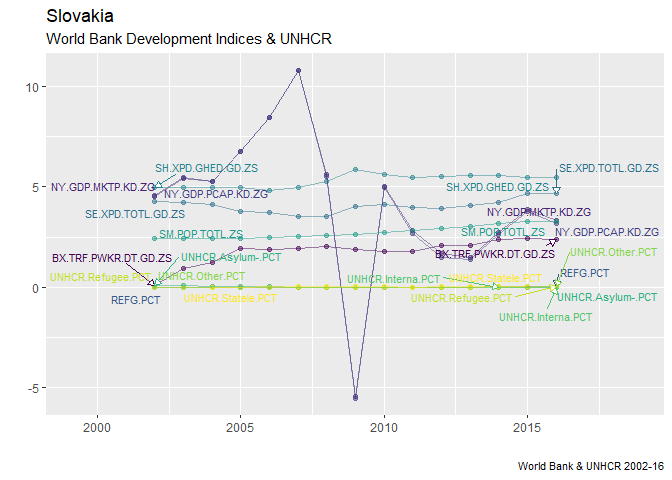 Slovakia
World Bank Development Indices & UNHCR
10
5
0
-5
SH.XPD.GHED.GD.ZS
SE.XPD.TOTL.GD.ZS
NY.GDP.MKTP.KD.ZG
NY.GDP.PCAP.KD.ZG
SH.XPD.GHED.GD.ZS
SE.XPD.TOTL.GD.ZS
NY.GDP.MKTP.KD.ZG
SM.POP.TOTL.ZS
SM.POP.TOTL.ZS
NY.GDP.PCAP.KD.ZG
BX.TRF.PWKR.DT.GD.ZS
UNHCR.Asylum-.PCT
BX.TRF.PWKR.DT.GD.ZS
UNHCR.Other.PCT
UNHCR.Refugee.PCT
UNHCR.Other.PCT
UNHCR.Interna.PCT
UNHCR.Statele.PCT
REFG.PCT
REFG.PCT
UNHCR.Statele.PCT
UNHCR.Refugee.PCT
UNHCR.Asylum-.PCT
UNHCR.Interna.PCT
2000
2005
2010
2015
World Bank & UNHCR 2002-16